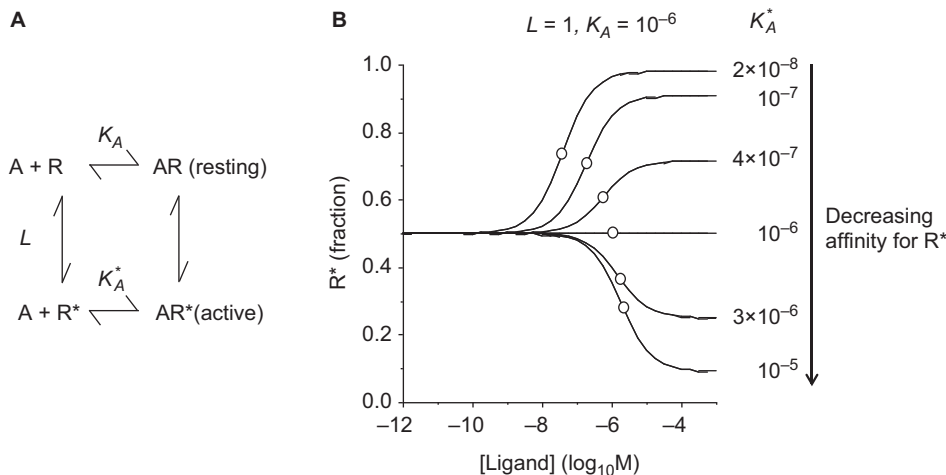 A
K_A
A + R
AR (resting)
L
K*_A
A + R*
AR*(active)
B
L = 1, K_A = 10⁻⁶
K*_A
R* (fraction)
1.0
0.8
0.6
0.4
0.2
0.0
−12
−10
−8
−6
−4
[Ligand] (log₁₀M)
2×10⁻⁸
10⁻⁷
4×10⁻⁷
10⁻⁶
3×10⁻⁶
10⁻⁵
Decreasing
affinity for R*